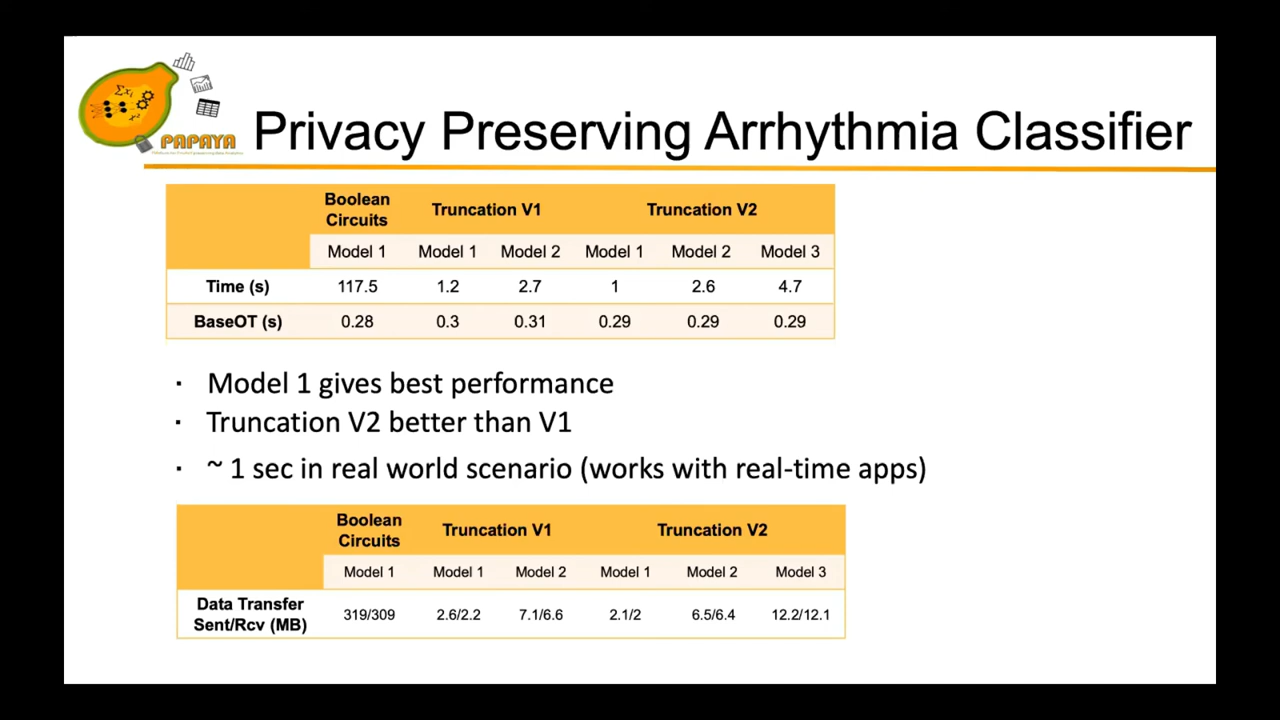 PAPAYA
Privacy Preserving Arrhythmia Classifier
Boolean Circuits Truncation V1 Truncation V2
Model 1 Model 1 Model 2 Model 1 Model 2 Model 3
Time (s) 117.5 1.2 2.7 1 2.6 4.7
BaseOT (s) 0.28 0.3 0.31 0.29 0.29 0.29
· Model 1 gives best performance
· Truncation V2 better than V1
· ~ 1 sec in real world scenario (works with real-time apps)
Boolean Circuits Truncation V1 Truncation V2
Model 1 Model 1 Model 2 Model 1 Model 2 Model 3
Data Transfer Sent/Rcv (MB) 319/309 2.6/2.2 7.1/6.6 2.1/2 6.5/6.4 12.2/12.1